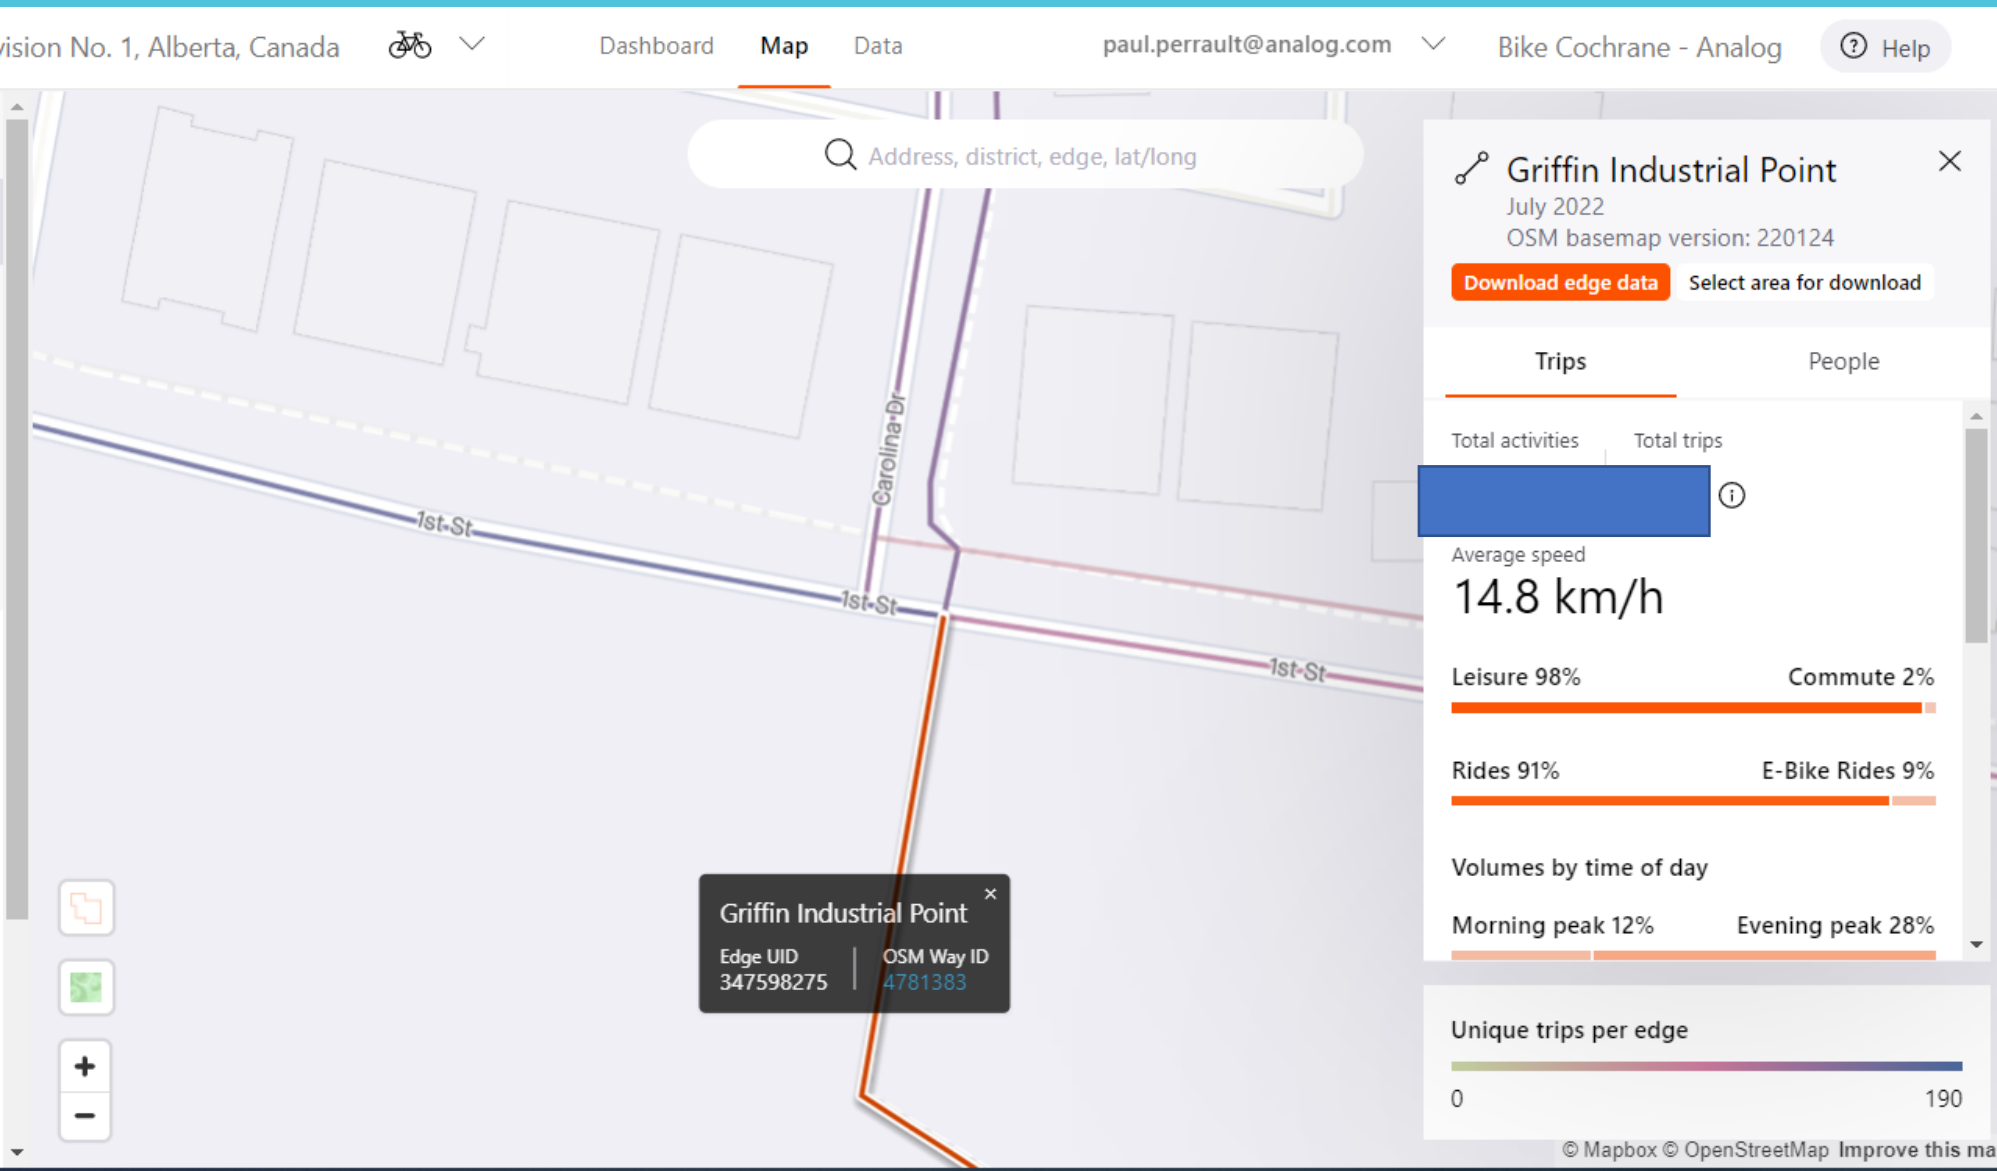 vision No. 1, Alberta, Canada
Dashboard
Map
Data
paul.perrault@analog.com
Bike Cochrane - Analog
Help
Address, district, edge, lat/long
Griffin Industrial Point
July 2022
OSM basemap version: 220124
Download edge data
Select area for download
Trips
People
Total activities
Total trips
Average speed
14.8 km/h
Leisure 98%
Commute 2%
Rides 91%
E-Bike Rides 9%
Volumes by time of day
Morning peak 12%
Evening peak 28%
Carolina Dr
1st St
1st St
1st St
Griffin Industrial Point
Edge UID
OSM Way ID
347598275
4781383
+
−
Unique trips per edge
0
190
© Mapbox © OpenStreetMap Improve this ma